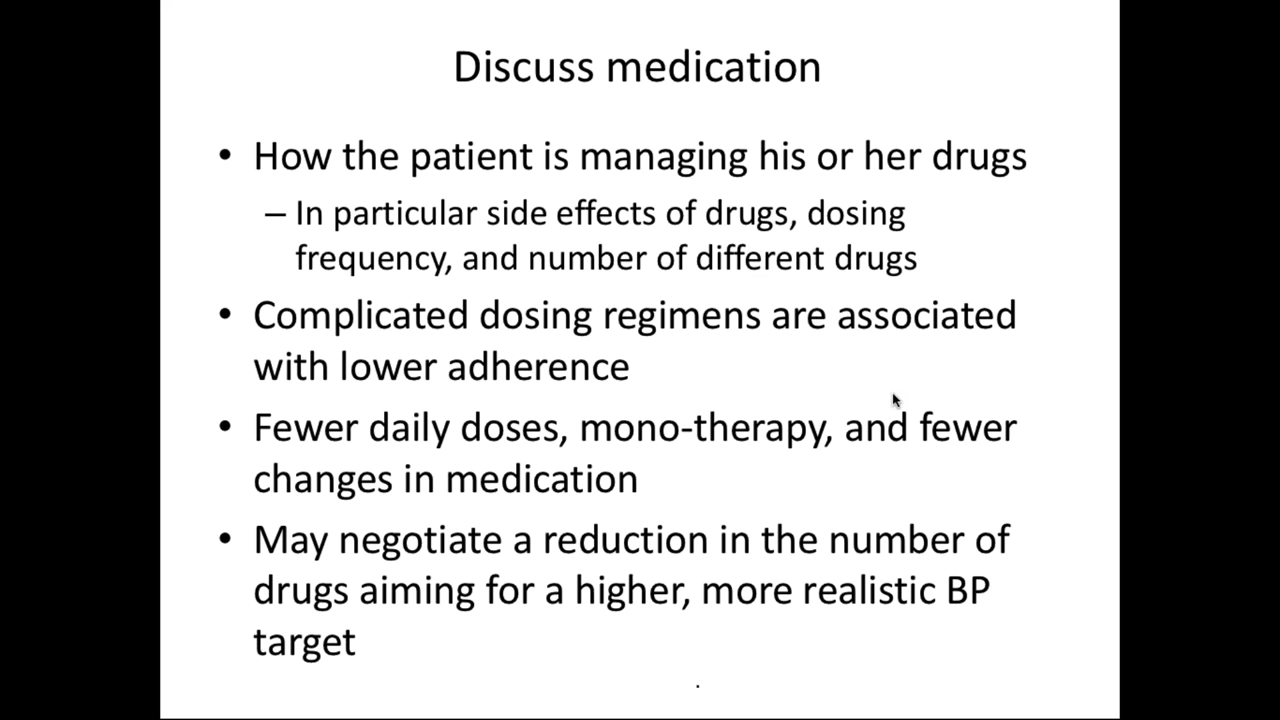 Discuss medication
• How the patient is managing his or her drugs
– In particular side effects of drugs, dosing
frequency, and number of different drugs
• Complicated dosing regimens are associated
with lower adherence
• Fewer daily doses, mono-therapy, and fewer
changes in medication
• May negotiate a reduction in the number of
drugs aiming for a higher, more realistic BP
target
.